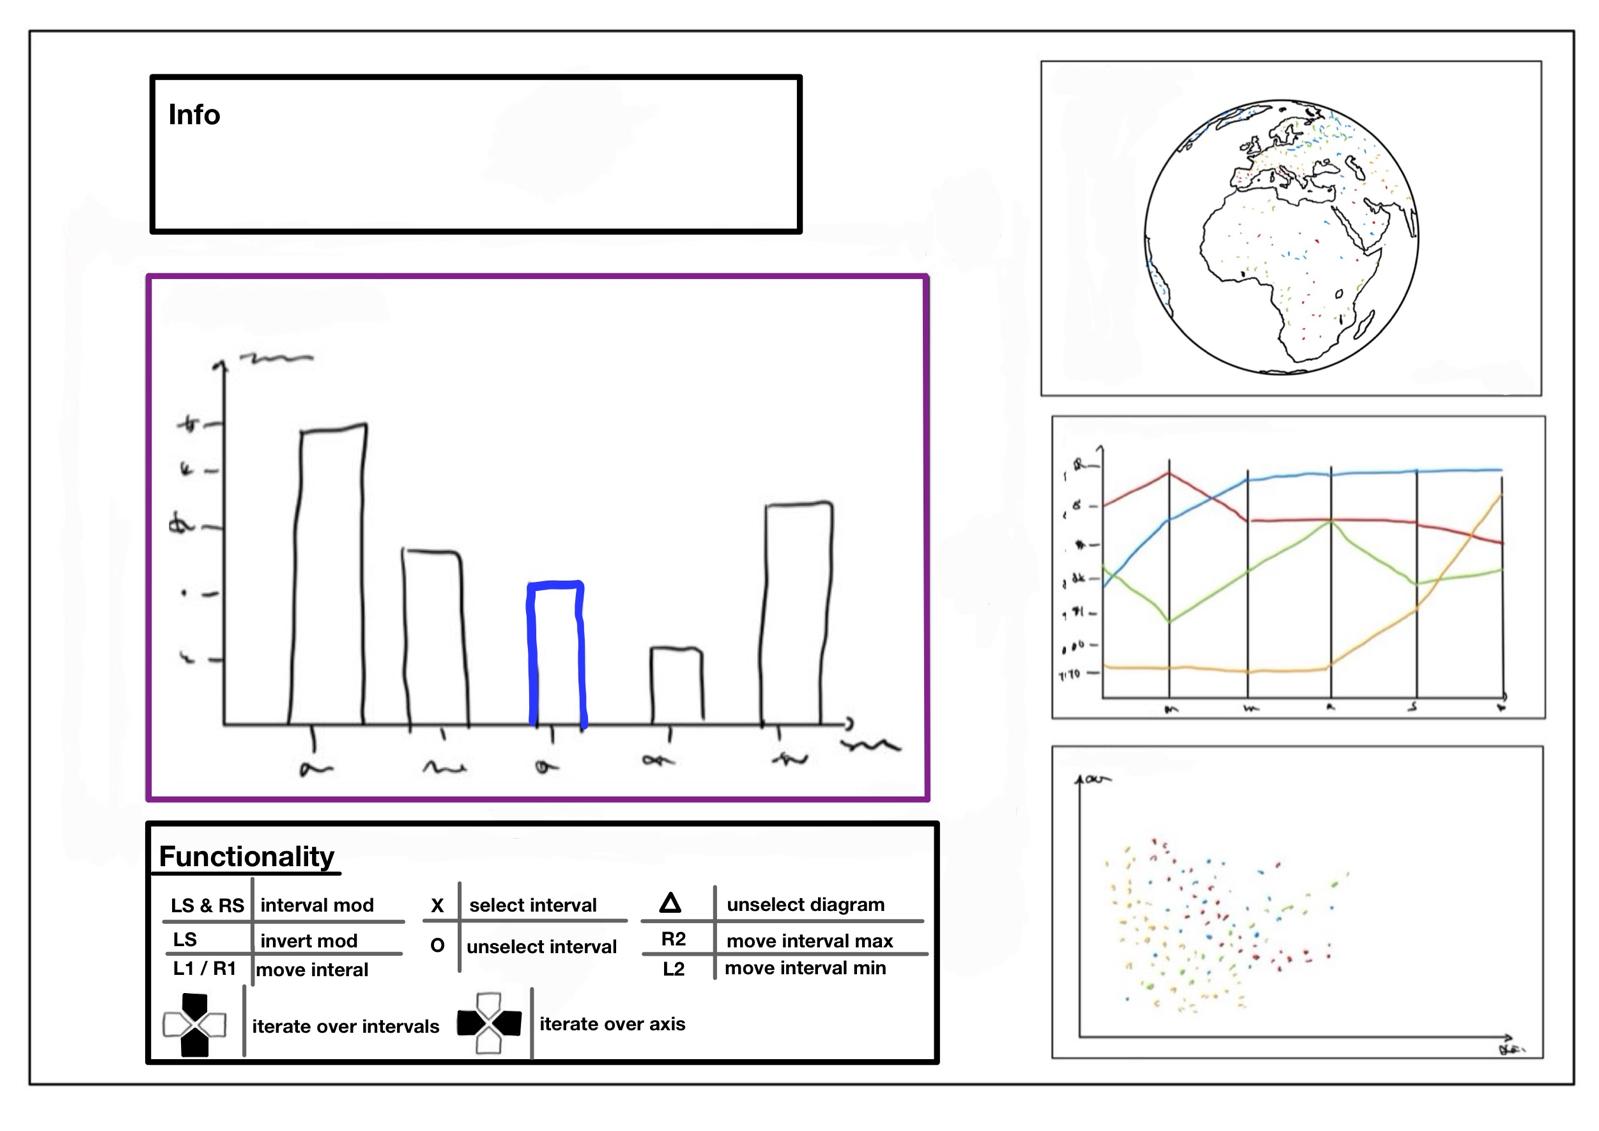 Info
Functionality
LS & RS interval mod
LS invert mod
L1 / R1 move interal
X select interval
O unselect interval
Δ unselect diagram
R2 move interval max
L2 move interval min
iterate over intervals
iterate over axis